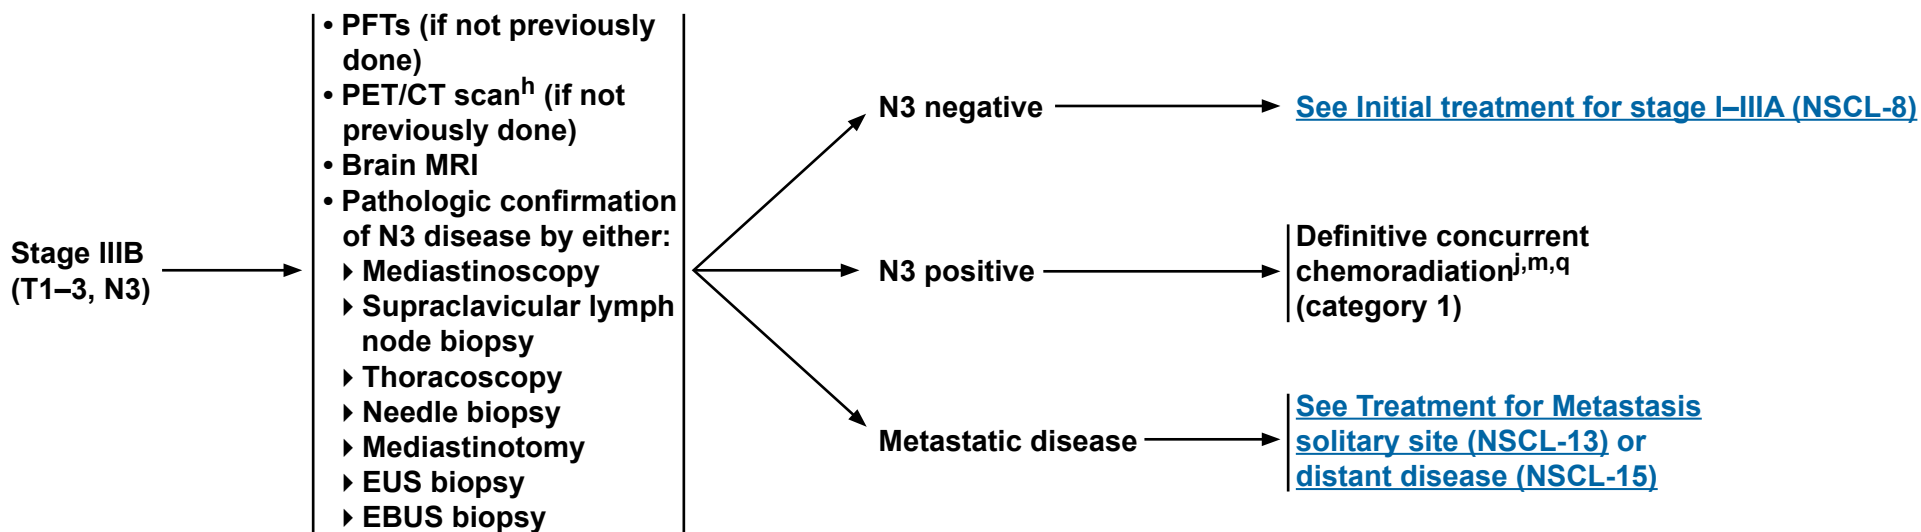 Stage IIIB
(T1–3, N3)
• PFTs (if not previously
done)
• PET/CT scanh (if not
previously done)
• Brain MRI
• Pathologic confirmation
of N3 disease by either:
▸ Mediastinoscopy
▸ Supraclavicular lymph
node biopsy
▸ Thoracoscopy
▸ Needle biopsy
▸ Mediastinotomy
▸ EUS biopsy
▸ EBUS biopsy
N3 negative
See Initial treatment for stage I–IIIA (NSCL-8)
N3 positive
Definitive concurrent
chemoradiationj,m,q
(category 1)
Metastatic disease
See Treatment for Metastasis
solitary site (NSCL-13) or
distant disease (NSCL-15)